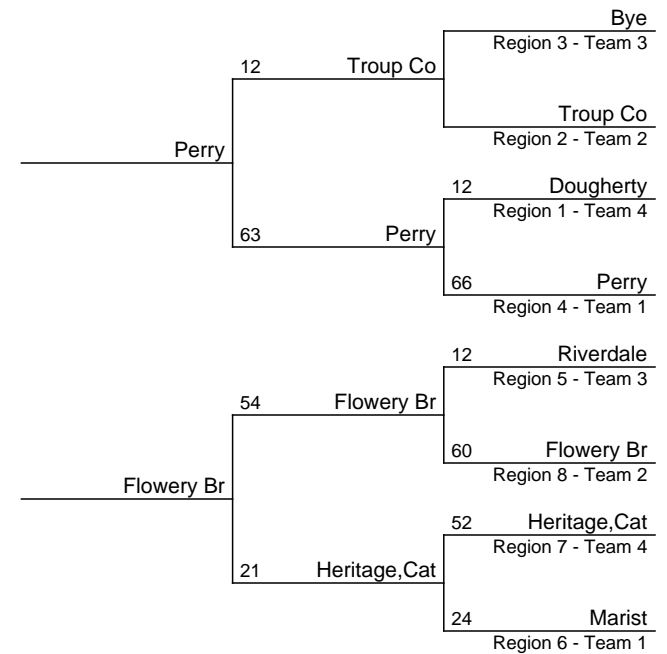 Bye
Region 3 - Team 3
12 Troup Co
Troup Co
Region 2 - Team 2
Perry
12 Dougherty
Region 1 - Team 4
63 Perry
66 Perry
Region 4 - Team 1
12 Riverdale
Region 5 - Team 3
54 Flowery Br
60 Flowery Br
Region 8 - Team 2
Flowery Br
52 Heritage,Cat
Region 7 - Team 4
21 Heritage,Cat
24 Marist
Region 6 - Team 1